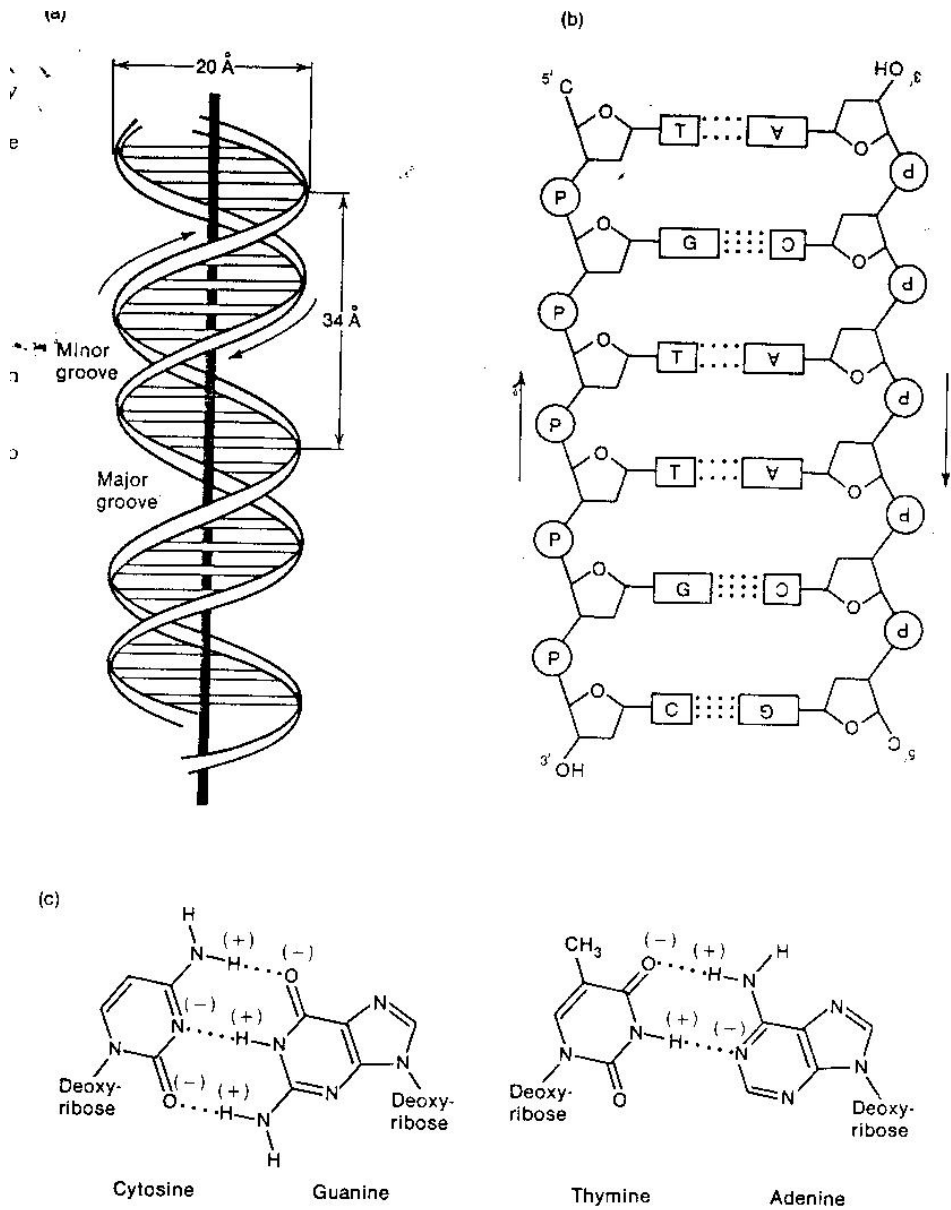 (a)
20 Å
34 Å
Minor
groove
Major
groove
(b)
5'
C
HO
3'
O
T
A
O
P
P
O
G
C
O
P
P
O
T
A
O
P
P
O
T
A
O
P
P
O
G
C
O
P
P
O
C
G
O
3'
OH
C
5'
(c)
H
N
(+)
H
(−)
O
N
(−)
(+)
H
N
N
N
N
O
(−)
(+)
H
N
N
H
Deoxy-
ribose
Deoxy-
ribose
Cytosine
Guanine
CH3
(−)
O
(+)
H
N
H
N
(+)
H
(−)
N
N
N
O
N
N
Deoxy-
ribose
Deoxy-
ribose
Thymine
Adenine